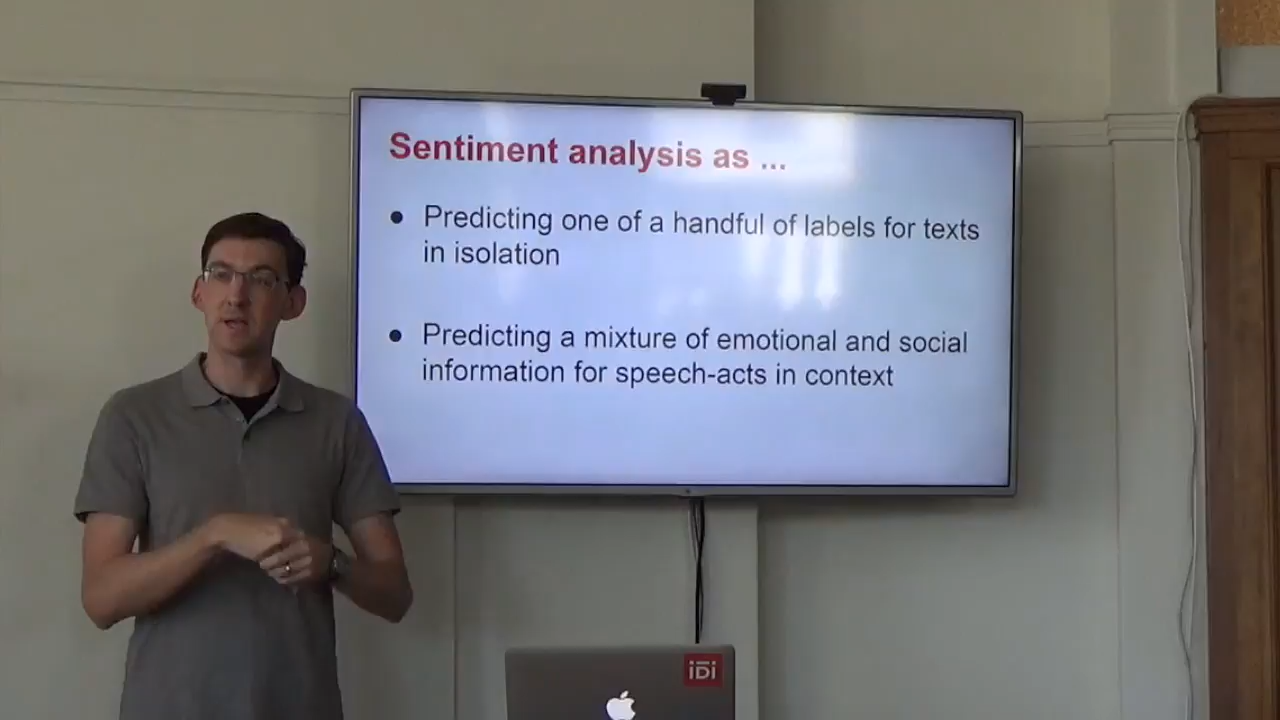 Sentiment analysis as ...
● Predicting one of a handful of labels for texts
in isolation
● Predicting a mixture of emotional and social
information for speech-acts in context
iDi